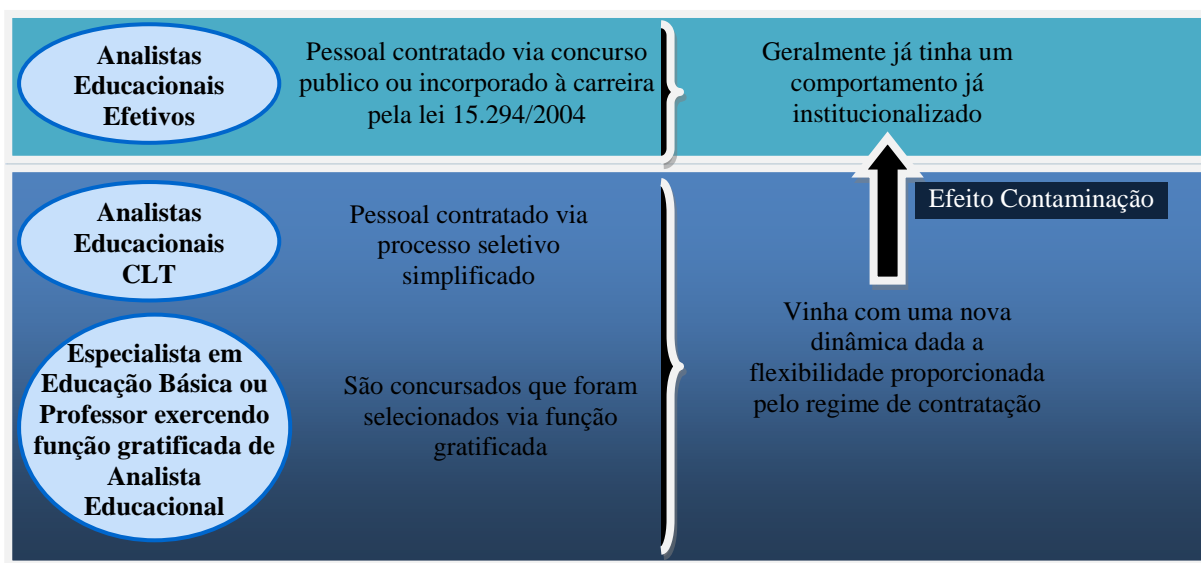 Analistas
Educacionais
Efetivos
Pessoal contratado via concurso
publico ou incorporado à carreira
pela lei 15.294/2004
Geralmente já tinha um
comportamento já
institucionalizado
Efeito Contaminação
Analistas
Educacionais
CLT
Pessoal contratado via
processo seletivo
simplificado
Especialista em
Educação Básica ou
Professor exercendo
função gratificada de
Analista
Educacional
São concursados que foram
selecionados via função
gratificada
Vinha com uma nova
dinâmica dada a
flexibilidade proporcionada
pelo regime de contratação